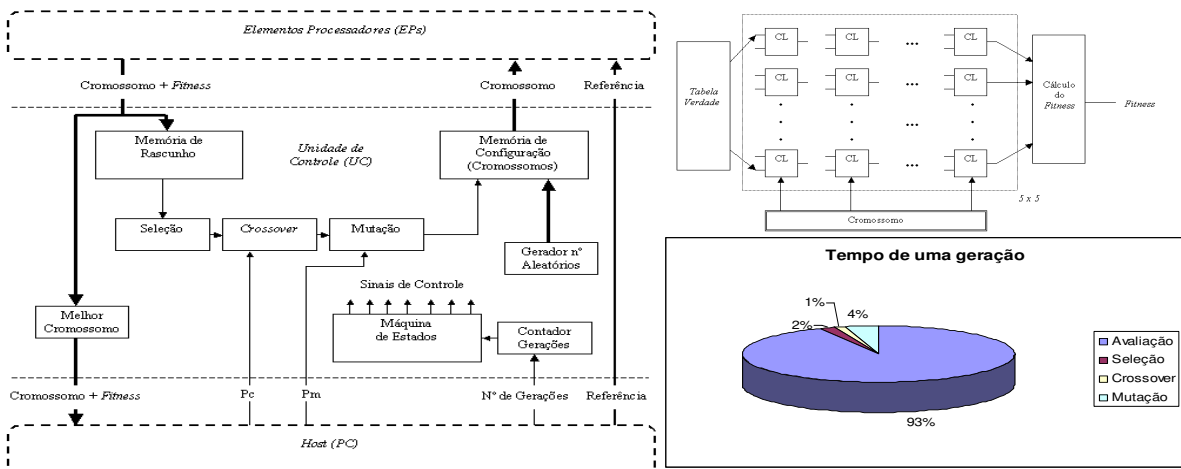 Elementos Processadores (EPs)
Cromossomo + Fitness
Cromossomo
Referência
Memória de
Rascunho
Unidade de
Controle (UC)
Memória de
Configuração
(Cromossomos)
Seleção
Crossover
Mutação
Gerador nº
Aleatórios
Sinais de Controle
Melhor
Cromossomo
Máquina
de Estados
Contador
Gerações
Cromossomo + Fitness
Pc
Pm
Nº de Gerações
Referência
Host (PC)
Tabela
Verdade
CL
CL
...
CL
CL
CL
...
CL
CL
CL
...
CL
Cálculo
do
Fitness
Fitness
5 x 5
Cromossomo
Tempo de uma geração
1%
4%
2%
93%
Avaliação
Seleção
Crossover
Mutação